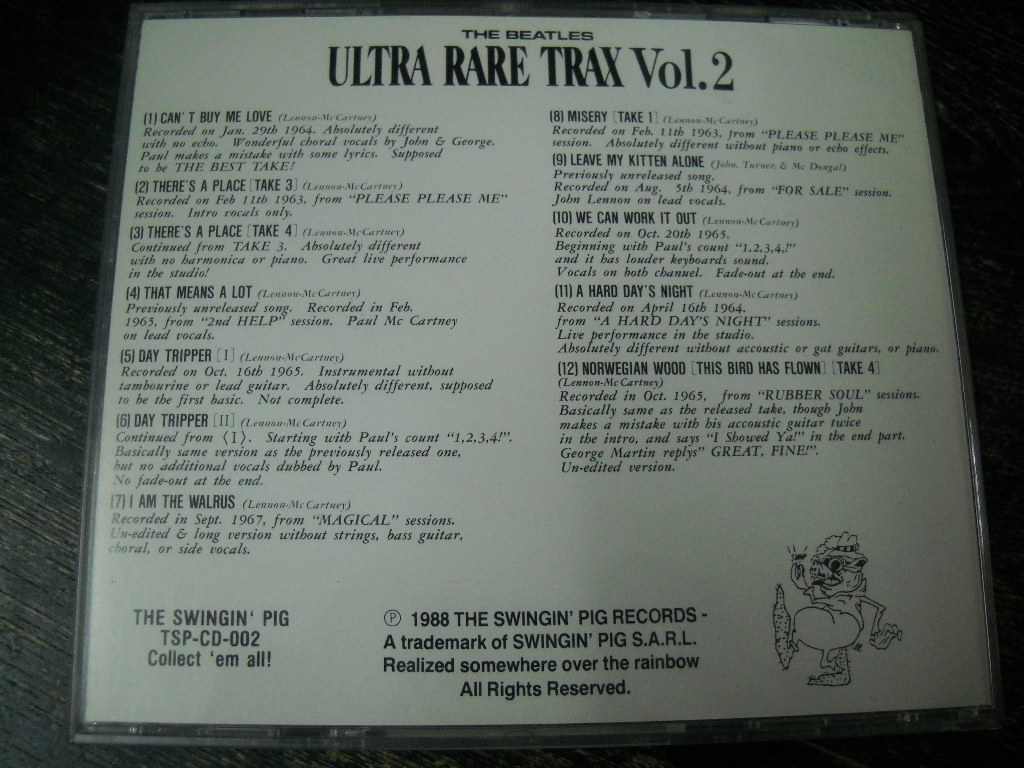 THE BEATLES
ULTRA RARE TRAX Vol.2
(1) CAN'T BUY ME LOVE (Lennon-McCartney)
Recorded on Jan. 29th 1964. Absolutely different
with no echo. Wonderful choral vocals by John & George.
Paul makes a mistake with some lyrics. Supposed
to be THE BEST TAKE!
(2) THERE'S A PLACE [TAKE 3] (Lennon-McCartney)
Recorded on Feb 11th 1963, from "PLEASE PLEASE ME"
session. Intro vocals only.
(3) THERE'S A PLACE [TAKE 4] (Lennon-McCartney)
Continued from TAKE 3. Absolutely different
with no harmonica or piano. Great live performance
in the studio!
(4) THAT MEANS A LOT (Lennon-McCartney)
Previously unreleased song. Recorded in Feb.
1965, from "2nd HELP" session. Paul Mc Cartney
on lead vocals.
(5) DAY TRIPPER [I] (Lennon-McCartney)
Recorded on Oct. 16th 1965. Instrumental without
tambourine or lead guitar. Absolutely different, supposed
to be the first basic. Not complete.
(6) DAY TRIPPER [II] (Lennon-McCartney)
Continued from ⟨I⟩. Starting with Paul's count "1,2,3,4!".
Basically same version as the previously released one,
but no additional vocals dubbed by Paul.
No fade-out at the end.
(7) I AM THE WALRUS (Lennon-McCartney)
Recorded in Sept. 1967, from "MAGICAL" sessions.
Un-edited & long version without strings, bass guitar,
choral, or side vocals.
(8) MISERY [TAKE 1] (Lennon-McCartney)
Recorded on Feb. 11th 1963, from "PLEASE PLEASE ME"
session. Absolutely different without piano or echo effects.
(9) LEAVE MY KITTEN ALONE (John, Turner, & Mc Dougal)
Previously unreleased song.
Recorded on Aug. 5th 1964, from "FOR SALE" session.
John Lennon on lead vocals.
(10) WE CAN WORK IT OUT (Lennon-McCartney)
Recorded on Oct. 20th 1965.
Beginning with Paul's count "1,2,3,4,!"
and it has louder keyboards sound.
Vocals on both channel. Fade-out at the end.
(11) A HARD DAY'S NIGHT (Lennon-McCartney)
Recorded on April 16th 1964.
from "A HARD DAY'S NIGHT" sessions.
Live performance in the studio.
Absolutely different without accoustic or gat guitars, or piano.
(12) NORWEGIAN WOOD [THIS BIRD HAS FLOWN] [TAKE 4]
(Lennon-McCartney)
Recorded in Oct. 1965, from "RUBBER SOUL" sessions.
Basically same as the released take, though John
makes a mistake with his accoustic guitar twice
in the intro, and says "I Showed Ya!" in the end part.
George Martin replys" GREAT, FINE!".
Un-edited version.
THE SWINGIN' PIG
TSP-CD-002
Collect 'em all!
Ⓟ 1988 THE SWINGIN' PIG RECORDS -
A trademark of SWINGIN' PIG S.A.R.L.
Realized somewhere over the rainbow
All Rights Reserved.